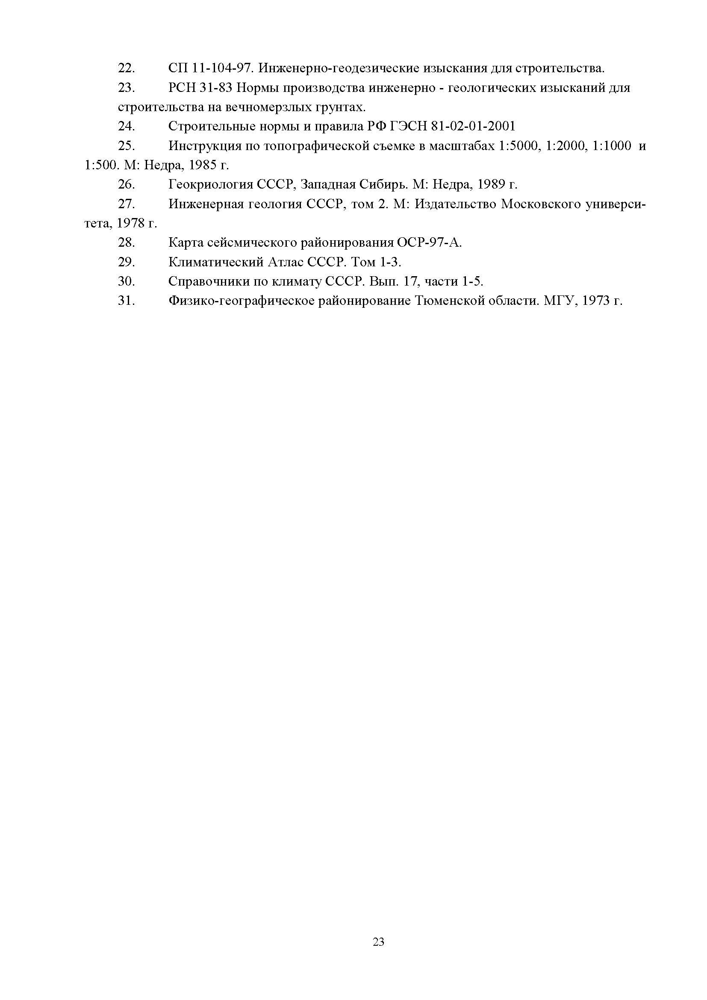 22. СП 11-104-97. Инженерно-геодезические изыскания для строительства.
23. РСН 31-83 Нормы производства инженерно - геологических изысканий для
строительства на вечномерзлых грунтах.
24. Строительные нормы и правила РФ ГЭСН 81-02-01-2001
25. Инструкция по топографической съемке в масштабах 1:5000, 1:2000, 1:1000 и
1:500. М: Недра, 1985 г.
26. Геокриология СССР, Западная Сибирь. М: Недра, 1989 г.
27. Инженерная геология СССР, том 2. М: Издательство Московского универси-
тета, 1978 г.
28. Карта сейсмического районирования ОСР-97-А.
29. Климатический Атлас СССР. Том 1-3.
30. Справочники по климату СССР. Вып. 17, части 1-5.
31. Физико-географическое районирование Тюменской области. МГУ, 1973 г.
23